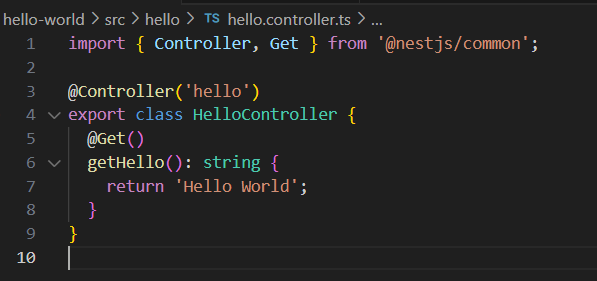 hello-world > src > hello > TS hello.controller.ts > ...
1 import { Controller, Get } from '@nestjs/common';
2
3 @Controller('hello')
4 export class HelloController {
5   @Get()
6   getHello(): string {
7     return 'Hello World';
8   }
9 }
10